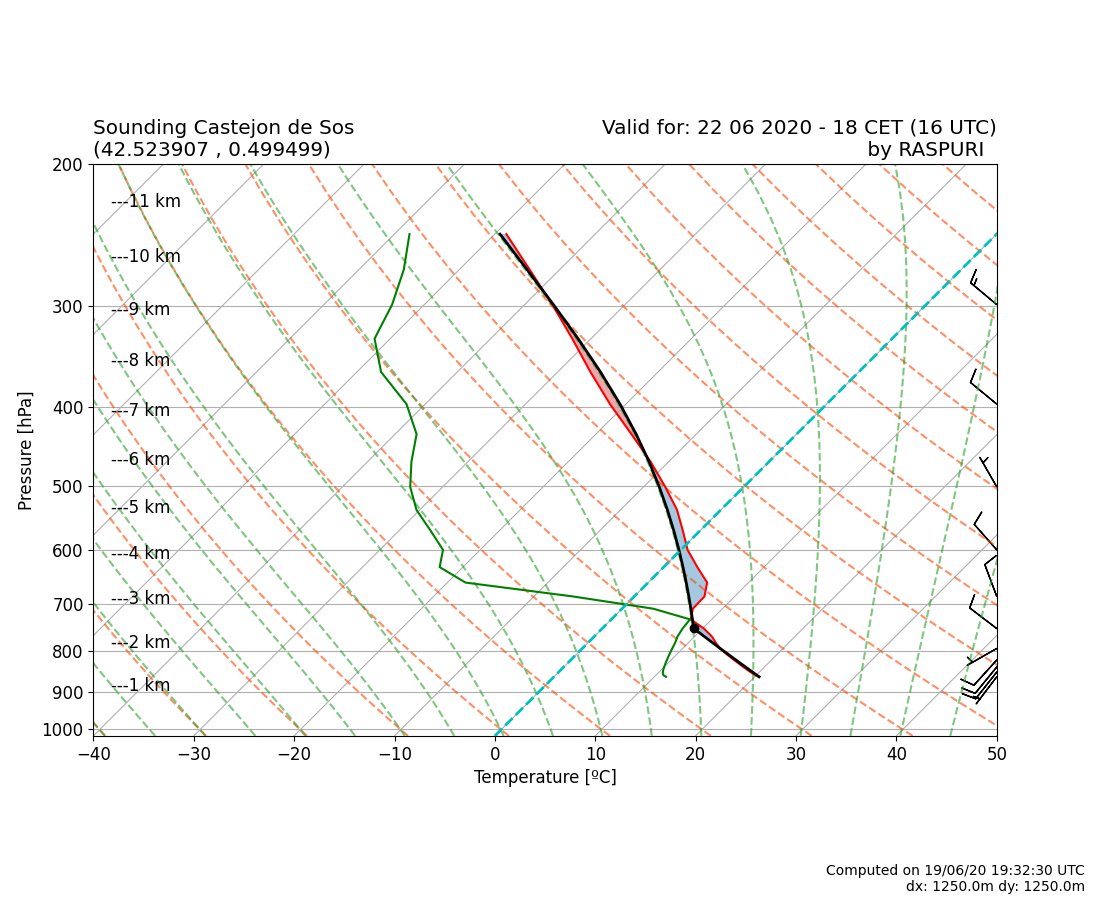 Sounding Castejon de Sos
(42.523907 , 0.499499)
Valid for: 22 06 2020 - 18 CET (16 UTC)
by RASPURI
200
300
400
500
600
700
800
900
1000
Pressure [hPa]
---11 km
---10 km
---9 km
---8 km
---7 km
---6 km
---5 km
---4 km
---3 km
---2 km
---1 km
−40 −30 −20 −10 0 10 20 30 40 50
Temperature [ºC]
Computed on 19/06/20 19:32:30 UTC
dx: 1250.0m dy: 1250.0m